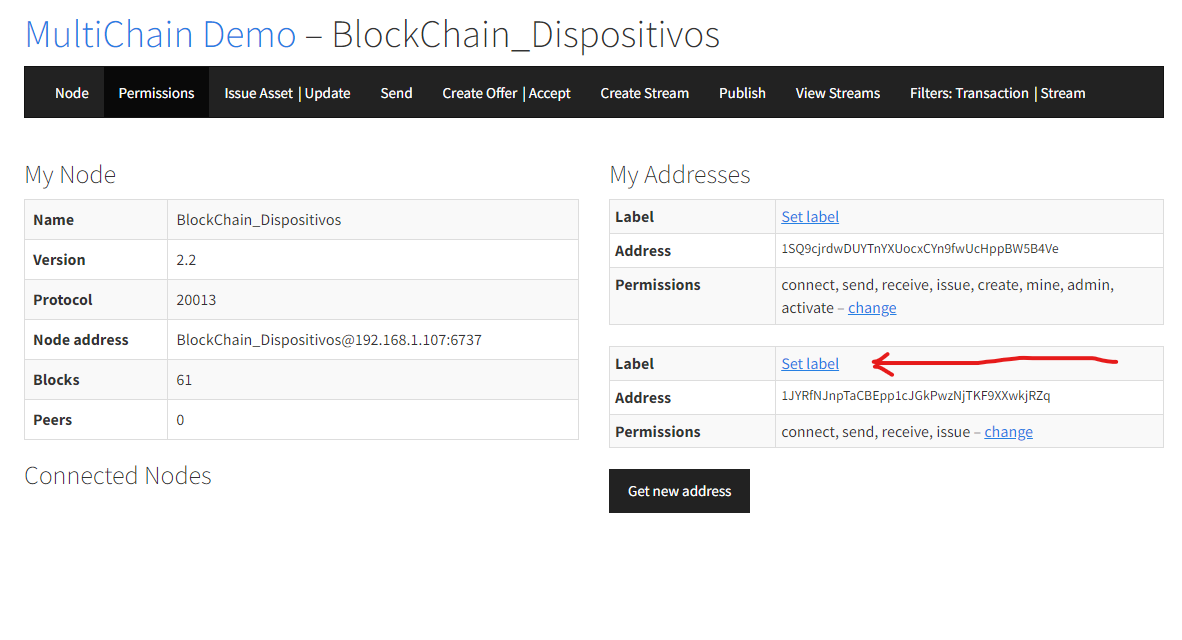 MultiChain Demo – BlockChain_Dispositivos
Node Permissions Issue Asset | Update Send Create Offer | Accept Create Stream Publish View Streams Filters: Transaction | Stream
My Node
Name BlockChain_Dispositivos
Version 2.2
Protocol 20013
Node address BlockChain_Dispositivos@192.168.1.107:6737
Blocks 61
Peers 0
Connected Nodes
My Addresses
Label Set label
Address 1SQ9cjrdwDUYTnYXUocxCYn9fwUcHppBW5B4Ve
Permissions connect, send, receive, issue, create, mine, admin,
activate – change
Label Set label
Address 1JYRfNJnpTaCBEpp1cJGkPwzNjTKF9XXwkjRZq
Permissions connect, send, receive, issue – change
Get new address